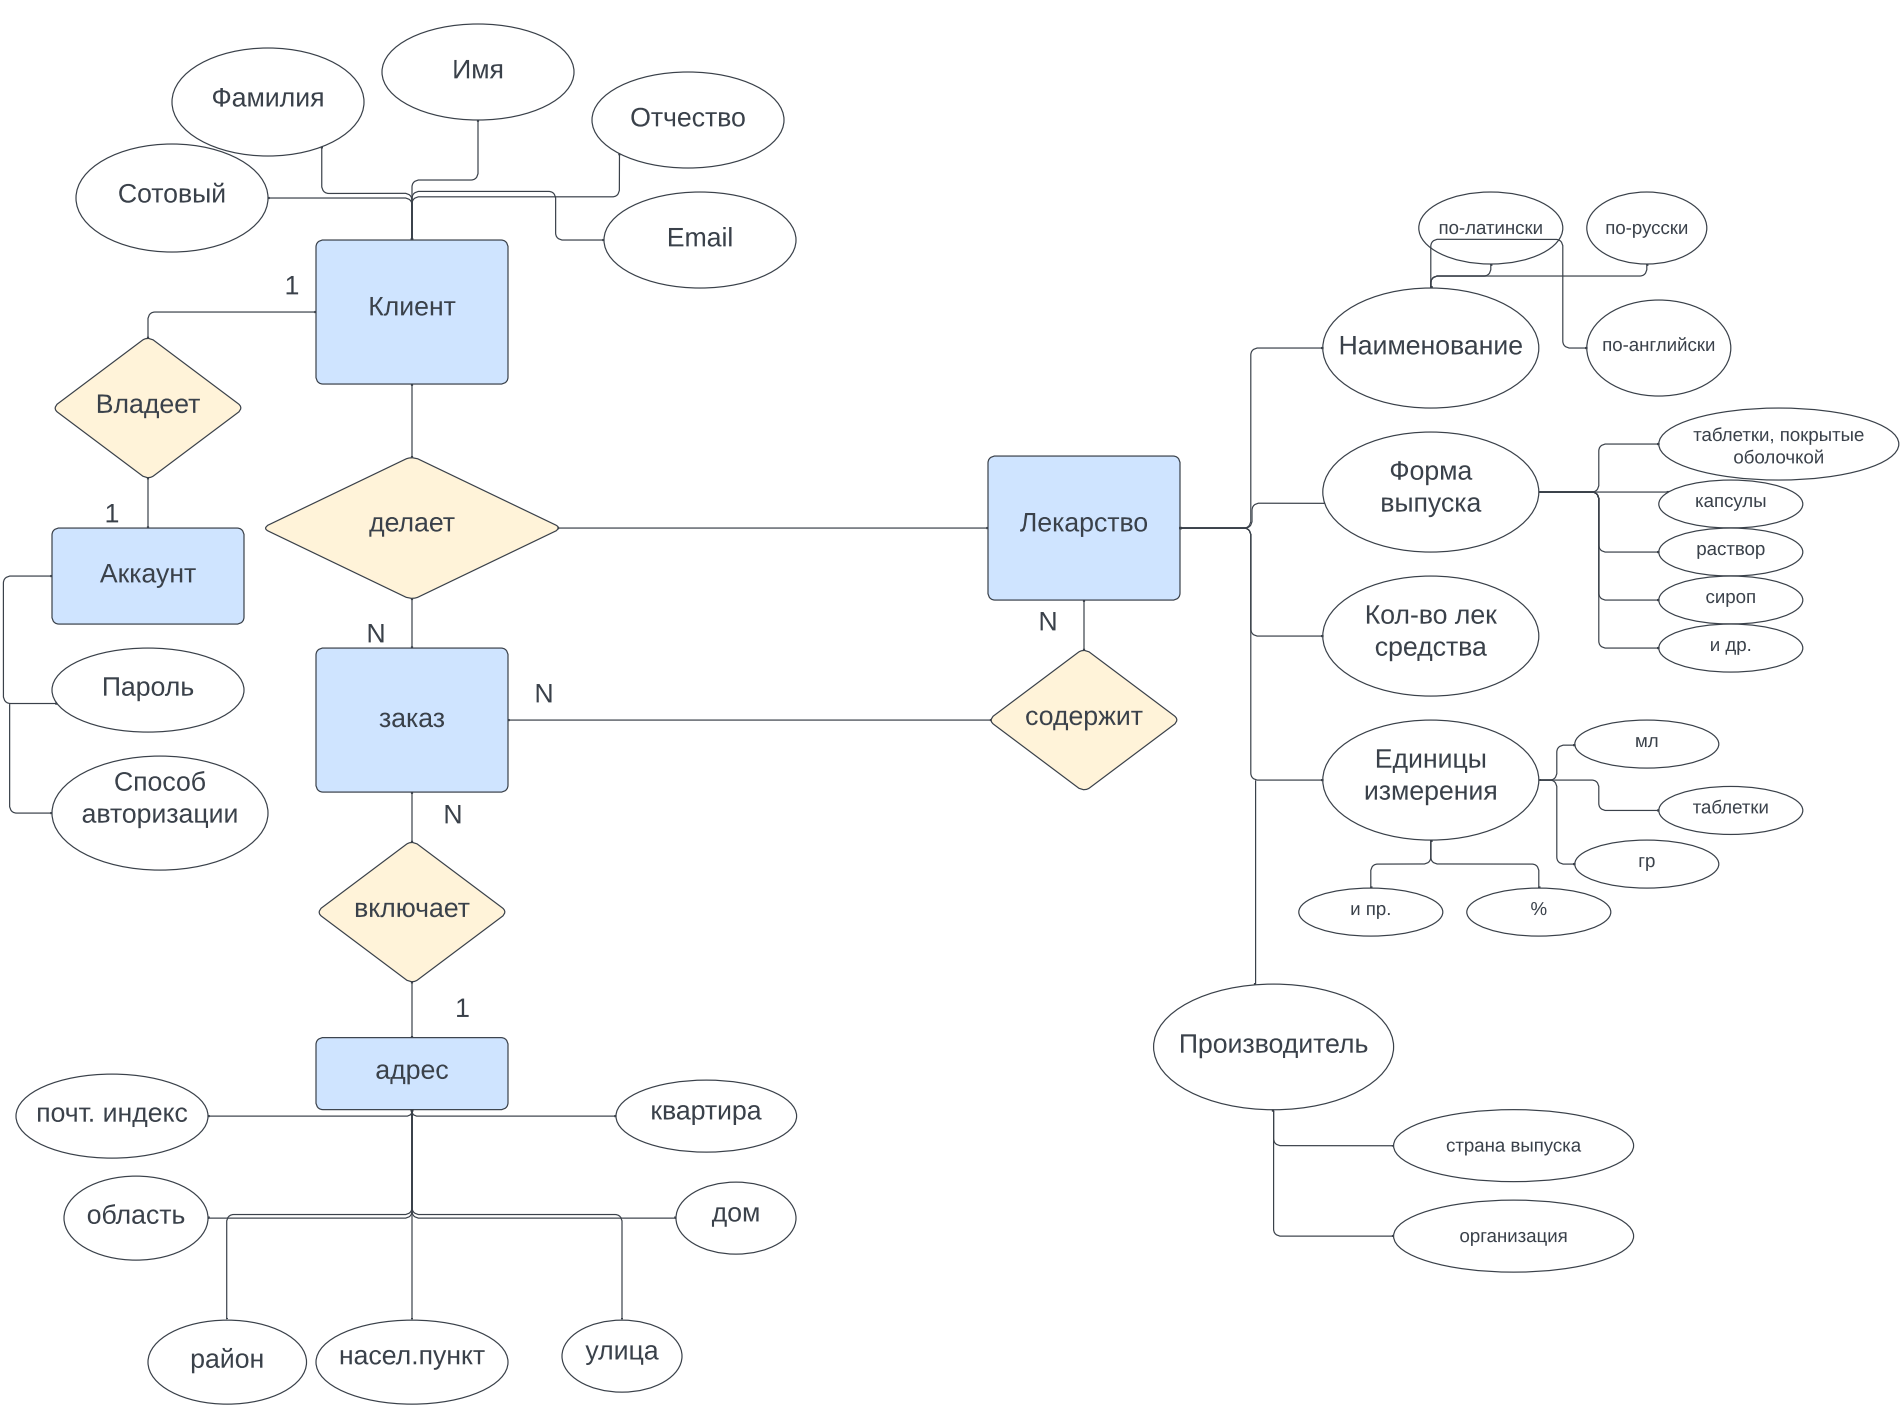 Имя
Фамилия
Отчество
Сотовый
Email
1
Клиент
Владеет
1
Аккаунт
Пароль
Способ
авторизации
делает
N
заказ
N
N
включает
1
адрес
почт. индекс
квартира
область
дом
район
насел.пункт
улица
Лекарство
N
содержит
по-латински
по-русски
Наименование
по-английски
Форма
выпуска
таблетки, покрытые
оболочкой
капсулы
раствор
сироп
и др.
Кол-во лек
средства
Единицы
измерения
мл
таблетки
гр
и пр.
%
Производитель
страна выпуска
организация